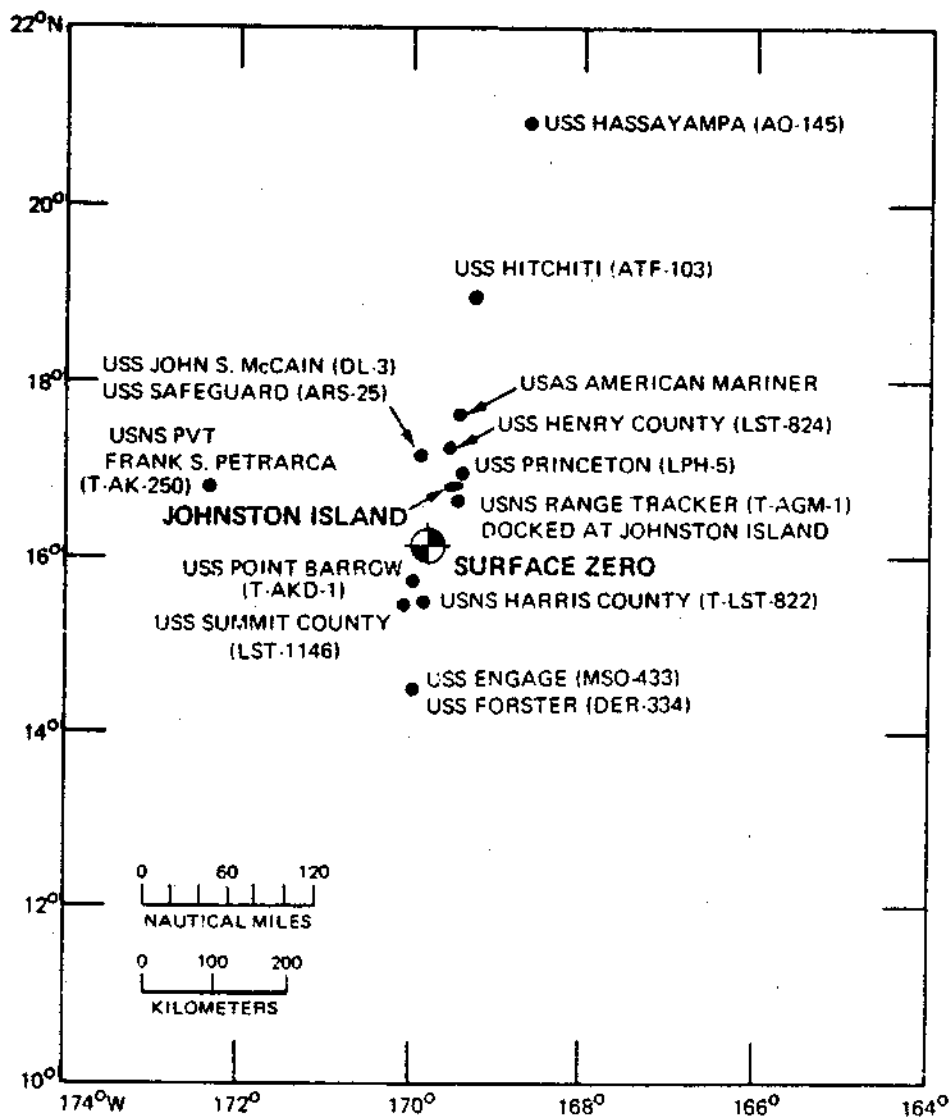 22°N
USS HASSAYAMPA (AO-145)
20°
USS HITCHITI (ATF-103)
USS JOHN S. McCAIN (DL-3)
USS SAFEGUARD (ARS-25)
18°
USAS AMERICAN MARINER
USS HENRY COUNTY (LST-824)
USNS PVT
FRANK S. PETRARCA
(T-AK-250)
USS PRINCETON (LPH-5)
JOHNSTON ISLAND
USNS RANGE TRACKER (T-AGM-1)
DOCKED AT JOHNSTON ISLAND
16°
SURFACE ZERO
USS POINT BARROW
(T-AKD-1)
USNS HARRIS COUNTY (T-LST-822)
USS SUMMIT COUNTY
(LST-1146)
USS ENGAGE (MSO-433)
USS FORSTER (DER-334)
14°
12°
0 60 120
NAUTICAL MILES
0 100 200
KILOMETERS
10°
174°W 172° 170° 168° 166° 164°